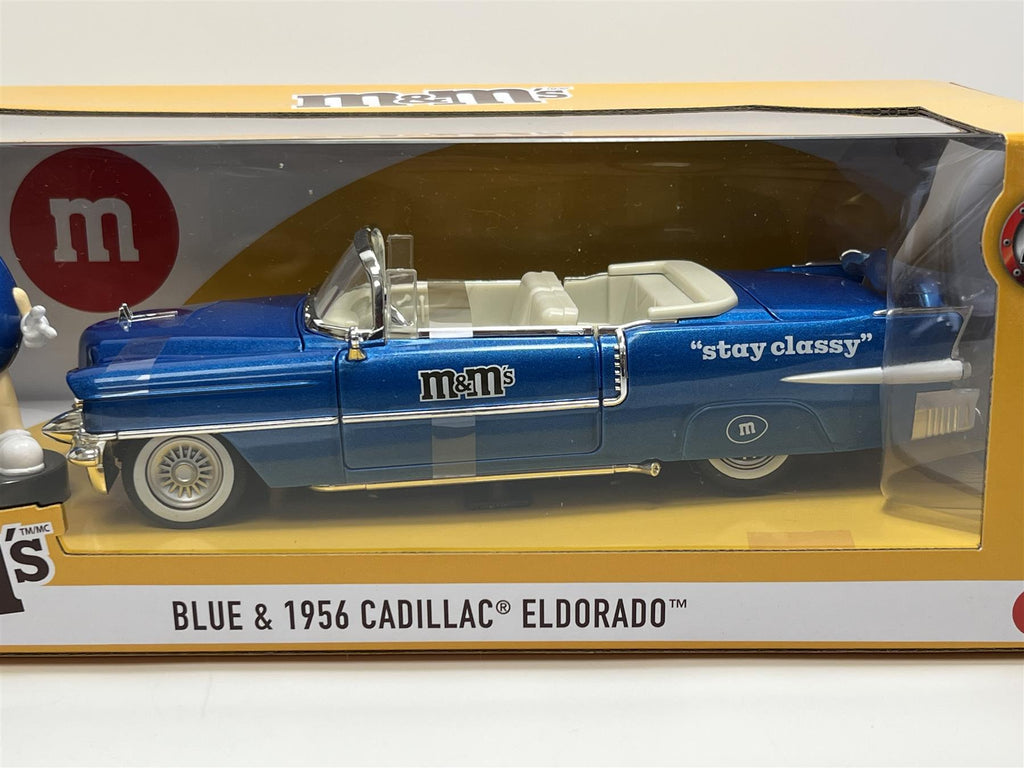 m&m's
m
m&m's
"stay classy"
m
's
TM/MC
BLUE & 1956 CADILLAC® ELDORADO™